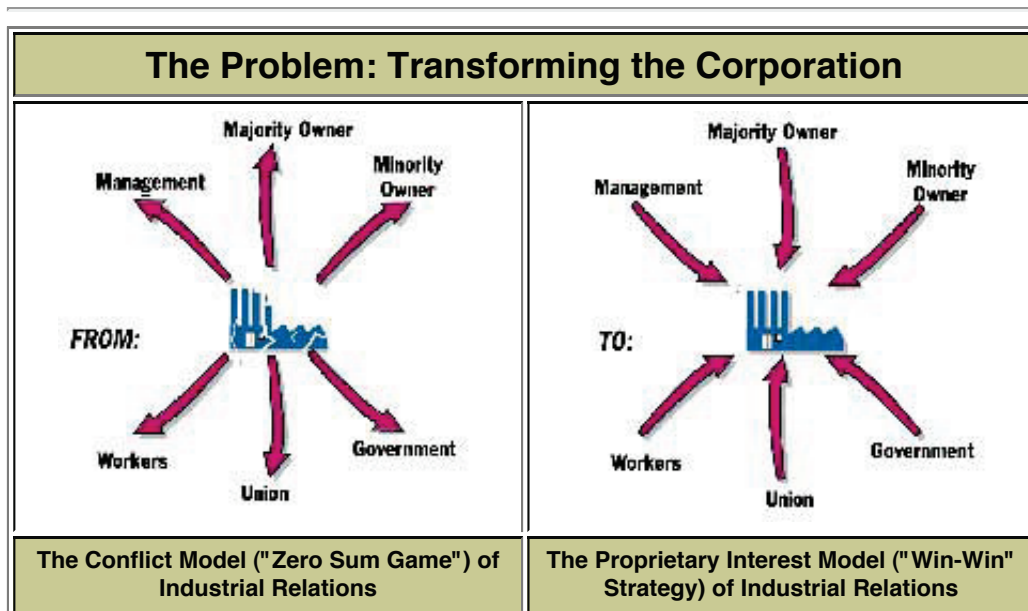 The Problem: Transforming the Corporation
Majority Owner
Management
Minority
Owner
FROM:
Workers
Union
Government
Majority Owner
Management
Minority
Owner
TO:
Workers
Union
Government
The Conflict Model ("Zero Sum Game") of
Industrial Relations
The Proprietary Interest Model ("Win-Win"
Strategy) of Industrial Relations